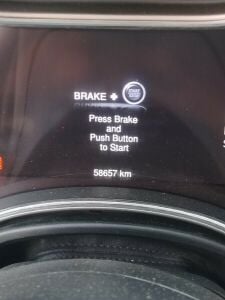 BRAKE +
Press Brake
and
Push Button
to Start
58657 km